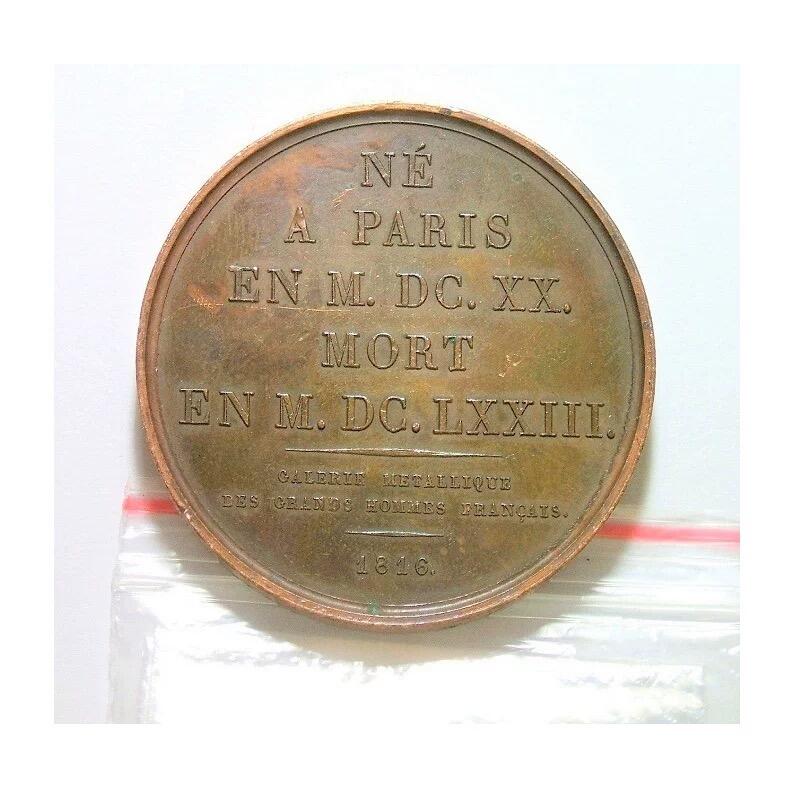 NÉ
A PARIS
EN M. DC. XX.
MORT
EN M. DC. LXXIII.
GALERIE METALLIQUE
DES GRANDS HOMMES FRANÇAIS.
1816.